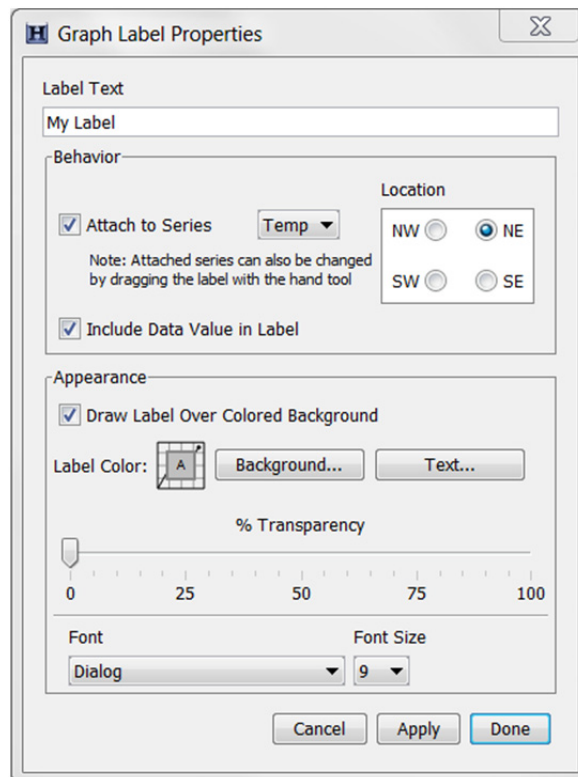 H Graph Label Properties
Label Text
My Label
Behavior
Location
Attach to Series Temp
NW NE
Note: Attached series can also be changed
by dragging the label with the hand tool
SW SE
Include Data Value in Label
Appearance
Draw Label Over Colored Background
Label Color: A Background... Text...
% Transparency
0 25 50 75 100
Font Font Size
Dialog 9
Cancel Apply Done